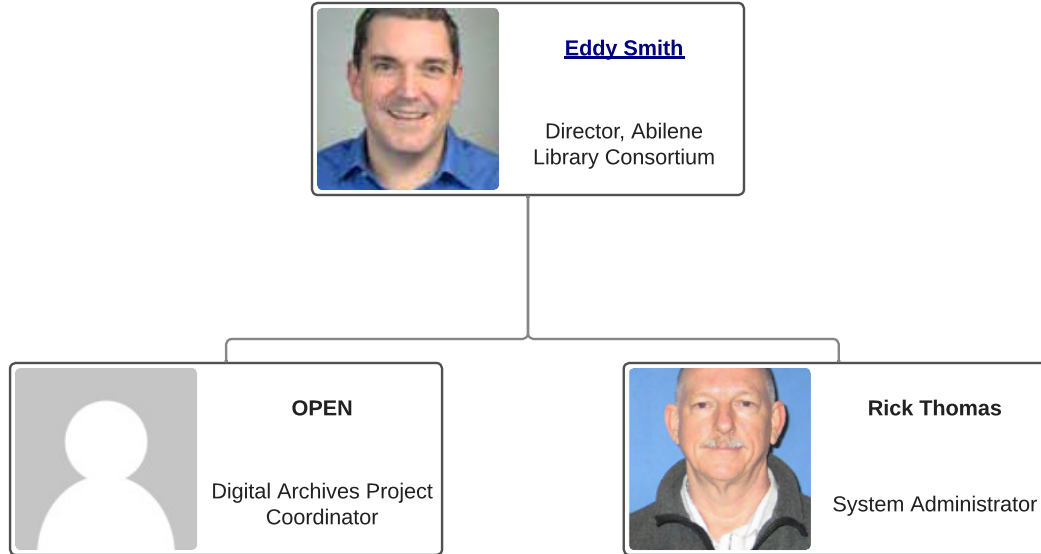 Eddy Smith
Director, Abilene
Library Consortium
OPEN
Digital Archives Project
Coordinator
Rick Thomas
System Administrator